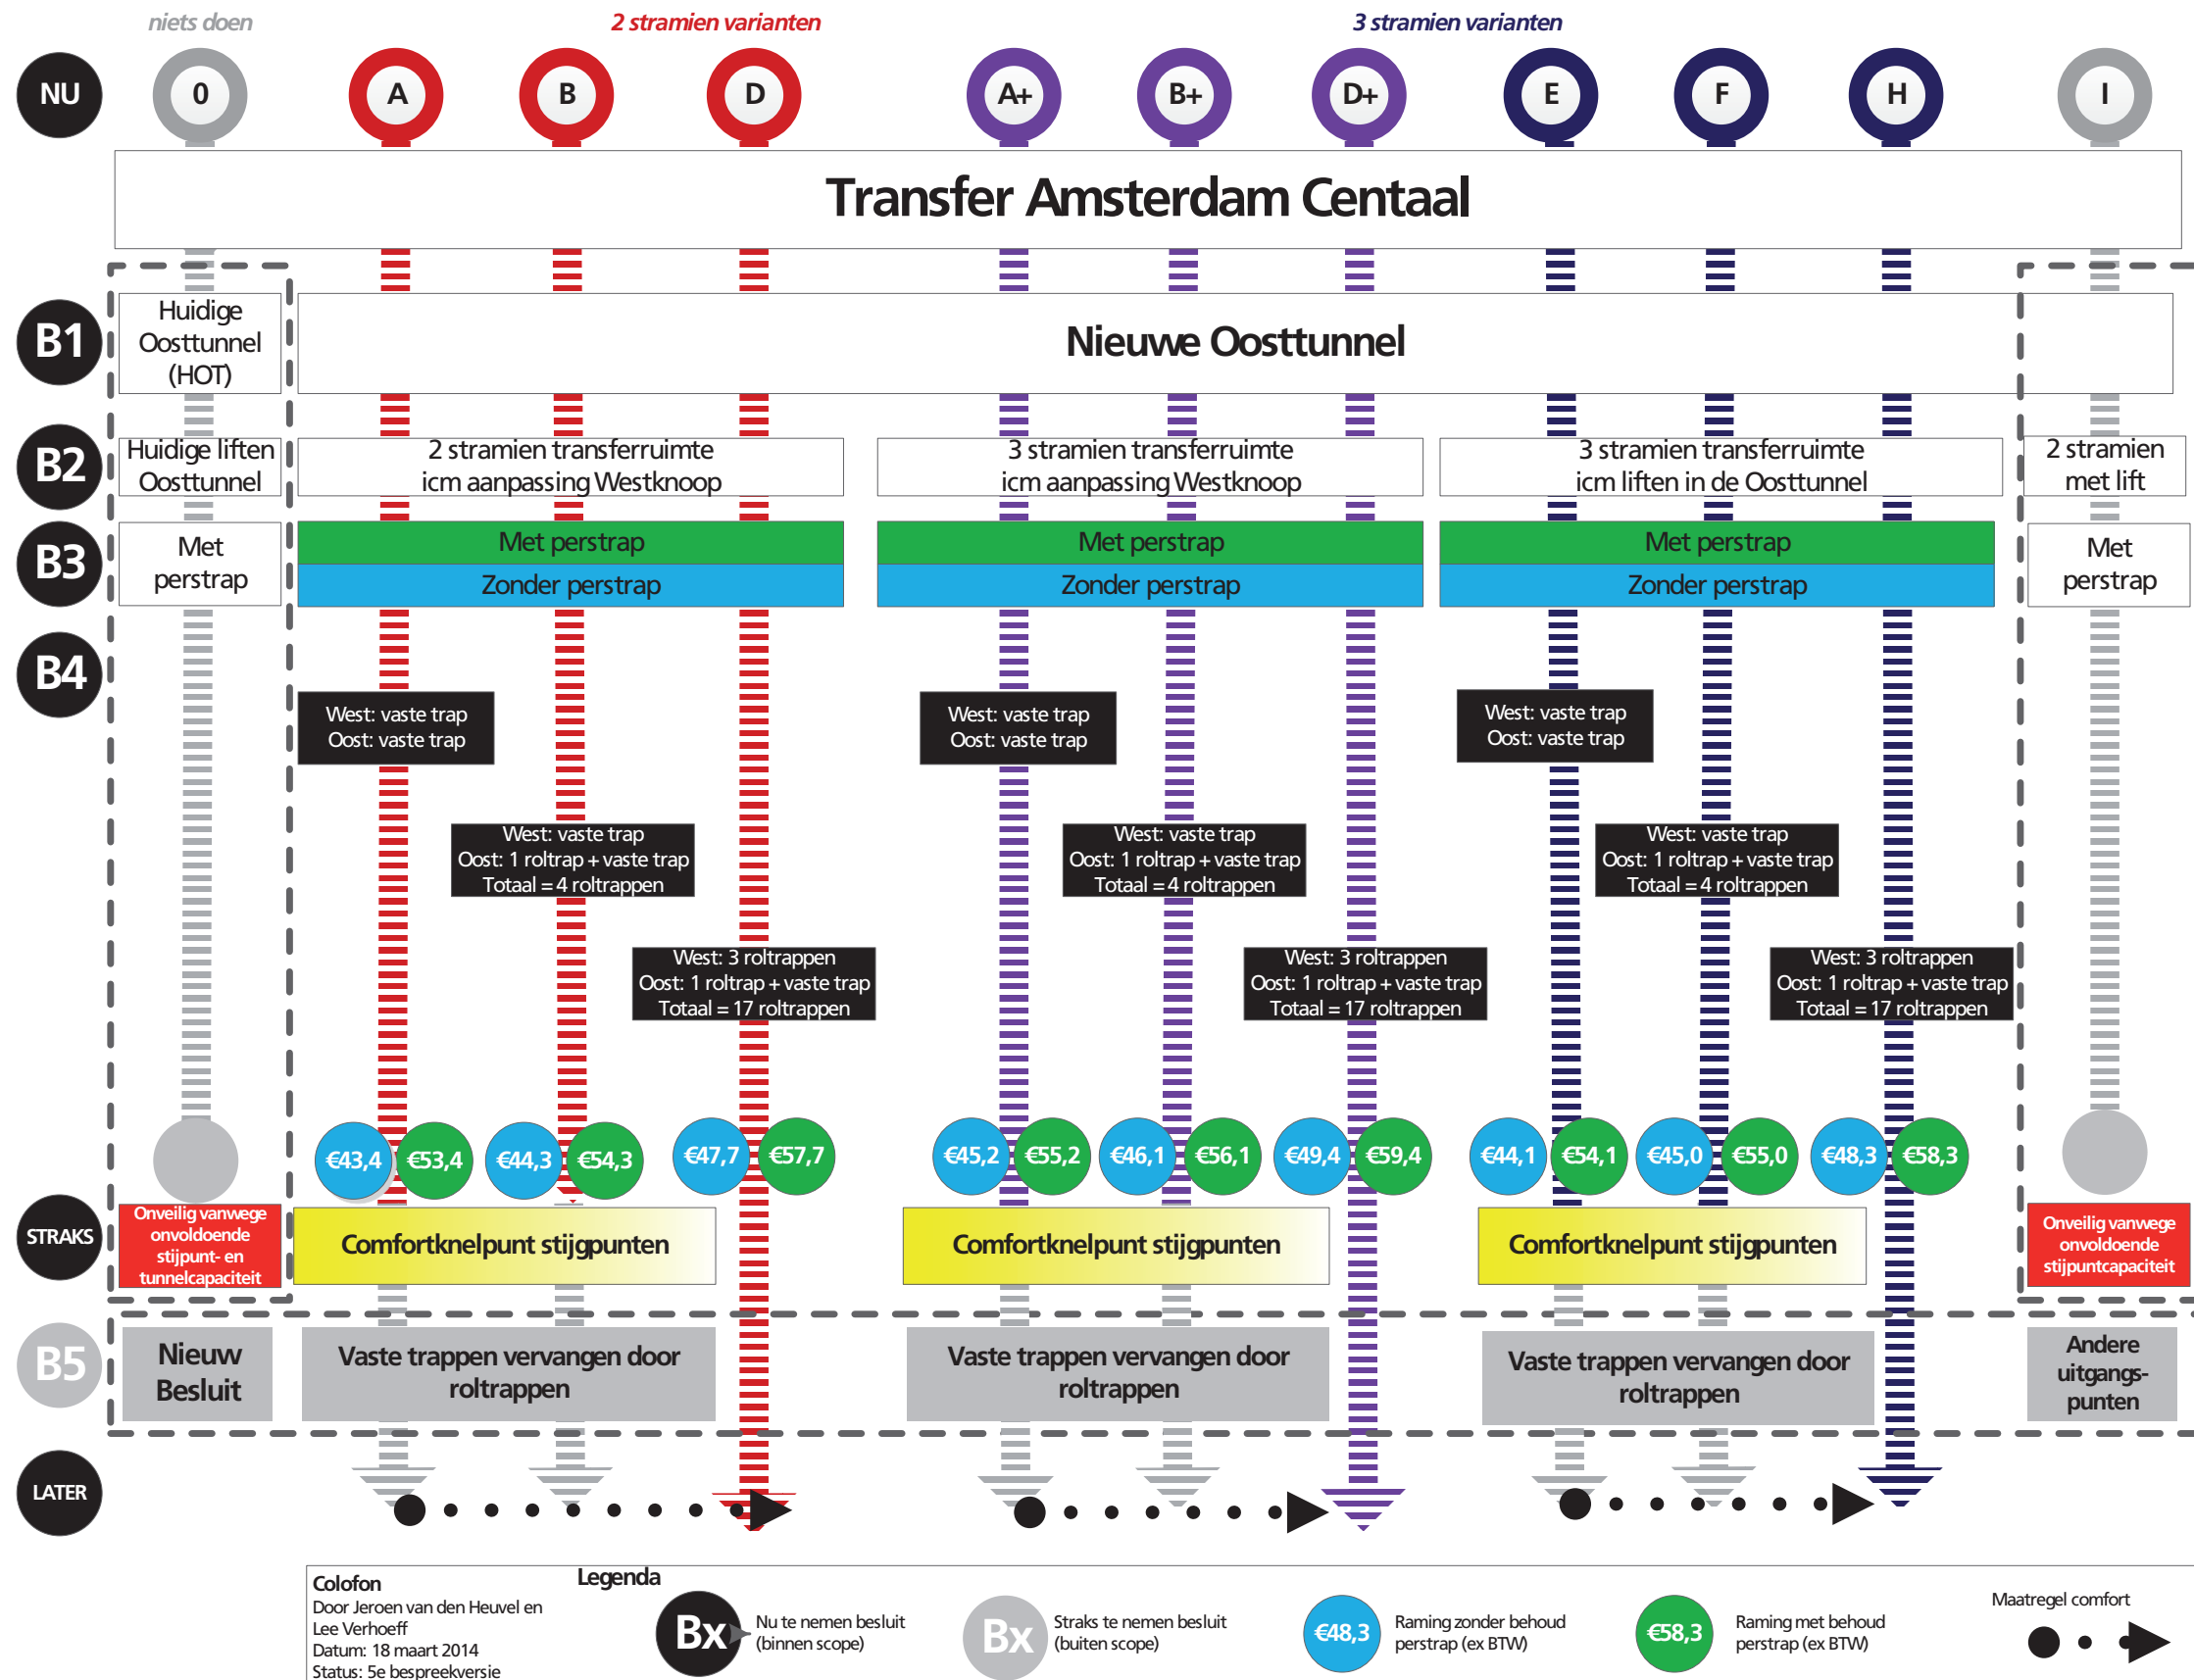 niets doen
2 stramien varianten
3 stramien varianten
NU
0
A
B
D
A+
B+
D+
E
F
H
I
Transfer Amsterdam Centaal
B1
Huidige
Oosttunnel
(HOT)
Nieuwe Oosttunnel
B2
Huidige liften
Oosttunnel
2 stramien transferruimte
icm aanpassing Westknoop
3 stramien transferruimte
icm aanpassing Westknoop
3 stramien transferruimte
icm liften in de Oosttunnel
2 stramien
met lift
B3
Met
perstrap
Met perstrap
Zonder perstrap
Met perstrap
Zonder perstrap
Met perstrap
Zonder perstrap
Met
perstrap
B4
West: vaste trap
Oost: vaste trap
West: vaste trap
Oost: vaste trap
West: vaste trap
Oost: vaste trap
West: vaste trap
Oost: 1 roltrap + vaste trap
Totaal = 4 roltrappen
West: vaste trap
Oost: 1 roltrap + vaste trap
Totaal = 4 roltrappen
West: vaste trap
Oost: 1 roltrap + vaste trap
Totaal = 4 roltrappen
West: 3 roltrappen
Oost: 1 roltrap + vaste trap
Totaal = 17 roltrappen
West: 3 roltrappen
Oost: 1 roltrap + vaste trap
Totaal = 17 roltrappen
West: 3 roltrappen
Oost: 1 roltrap + vaste trap
Totaal = 17 roltrappen
€43,4
€53,4
€44,3
€54,3
€47,7
€57,7
€45,2
€55,2
€46,1
€56,1
€49,4
€59,4
€44,1
€54,1
€45,0
€55,0
€48,3
€58,3
STRAKS
Onveilig vanwege
onvoldoende
stijpunt- en
tunnelcapaciteit
Comfortknelpunt stijgpunten
Comfortknelpunt stijgpunten
Comfortknelpunt stijgpunten
Onveilig vanwege
onvoldoende
stijpuntcapaciteit
B5
Nieuw
Besluit
Vaste trappen vervangen door
roltrappen
Vaste trappen vervangen door
roltrappen
Vaste trappen vervangen door
roltrappen
Andere
uitgangs-
punten
LATER
Colofon
Door Jeroen van den Heuvel en
Lee Verhoeff
Datum: 18 maart 2014
Status: 5e bespreekversie
Legenda
Bx
Nu te nemen besluit
(binnen scope)
Bx
Straks te nemen besluit
(buiten scope)
€48,3
Raming zonder behoud
perstrap (ex BTW)
€58,3
Raming met behoud
perstrap (ex BTW)
Maatregel comfort